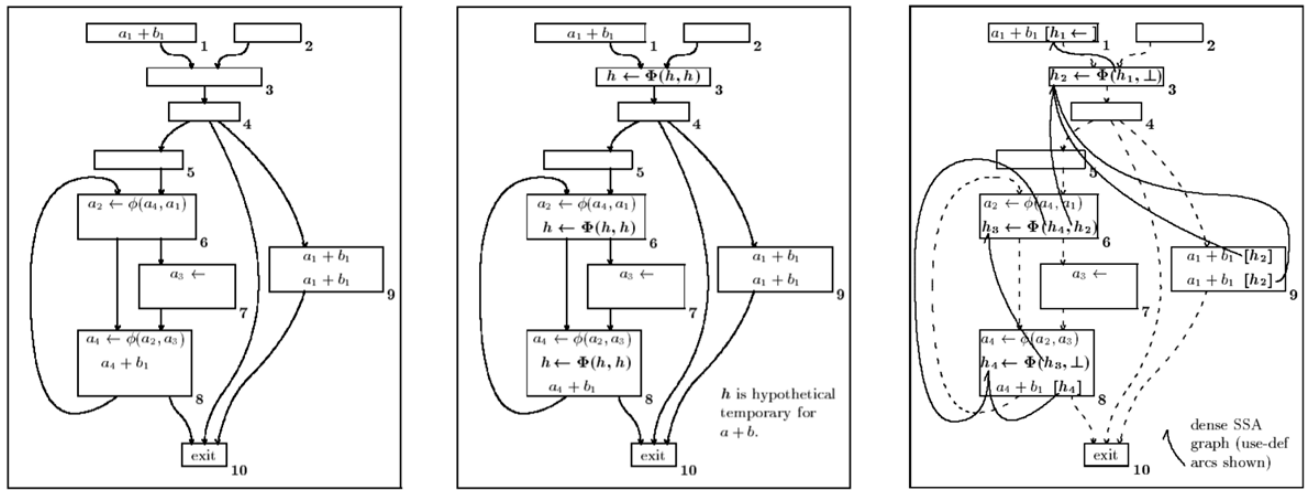 a₁ + b₁
1
2
3
4
5
a₂ ← ϕ(a₄, a₁)
6
a₃ ←
7
a₁ + b₁
a₁ + b₁
9
a₄ ← ϕ(a₂, a₃)
a₄ + b₁
8
exit
10
a₁ + b₁
1
2
h ← Φ(h, h)
3
4
5
a₂ ← ϕ(a₄, a₁)
h ← Φ(h, h)
6
a₃ ←
7
a₁ + b₁
a₁ + b₁
9
a₄ ← ϕ(a₂, a₃)
h ← Φ(h, h)
a₄ + b₁
8
h is hypothetical
temporary for
a + b.
exit
10
a₁ + b₁ [h₁ ← ]
1
2
h₂ ← Φ(h₁, ⊥)
3
4
5
a₂ ← ϕ(a₄, a₁)
h₃ ← Φ(h₄, h₂)
6
a₃ ←
7
a₁ + b₁ [h₂]
a₁ + b₁ [h₂]
9
a₄ ← ϕ(a₂, a₃)
h₄ ← Φ(h₃, ⊥)
a₄ + b₁ [h₄]
8
dense SSA
graph (use-def
arcs shown)
exit
10